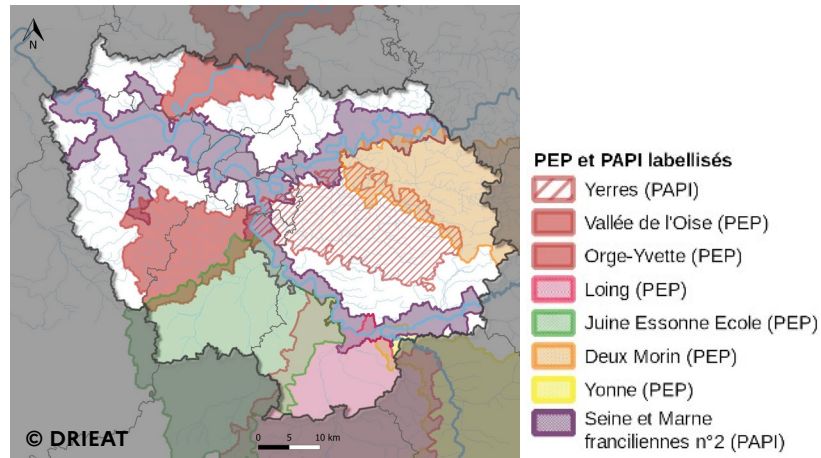 N
PEP et PAPI labellisés
Yerres (PAPI)
Vallée de l'Oise (PEP)
Orge-Yvette (PEP)
Loing (PEP)
Juine Essonne Ecole (PEP)
Deux Morin (PEP)
Yonne (PEP)
Seine et Marne
franciliennes n°2 (PAPI)
© DRIEAT
0 5 10 km